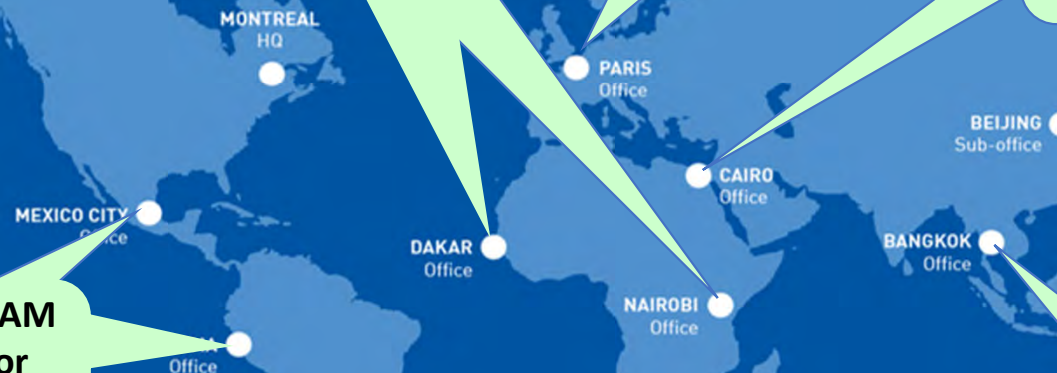 MONTREAL
HQ
PARIS
Office
BEIJING
Sub-office
CAIRO
Office
MEXICO CITY
DAKAR
Office
BANGKOK
Office
NAIROBI
Office
AM
or
Office